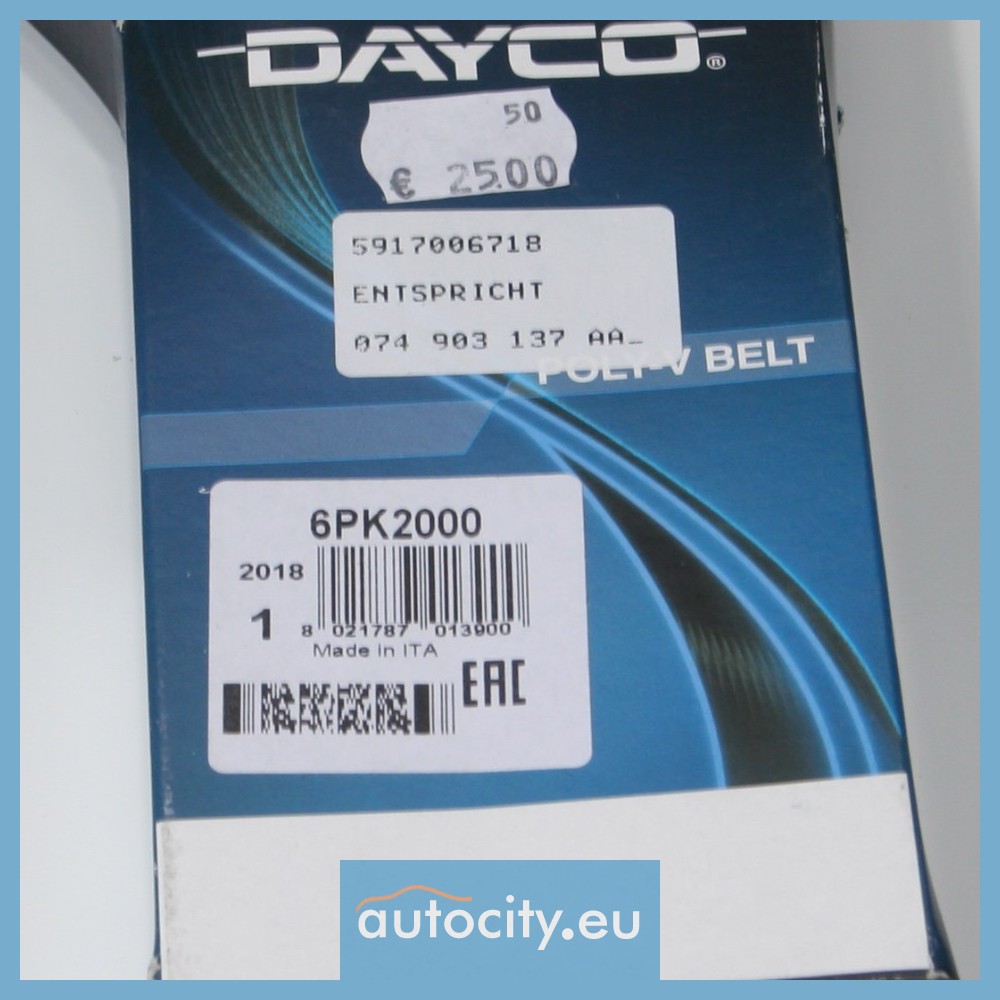 DAYCO®
50
€ 25.00
5917006718
ENTSPRICHT
074 903 137 AA_
POLY-V BELT
6PK2000
2018
1
8 021787 013900
Made in ITA
EAC
autocity.eu